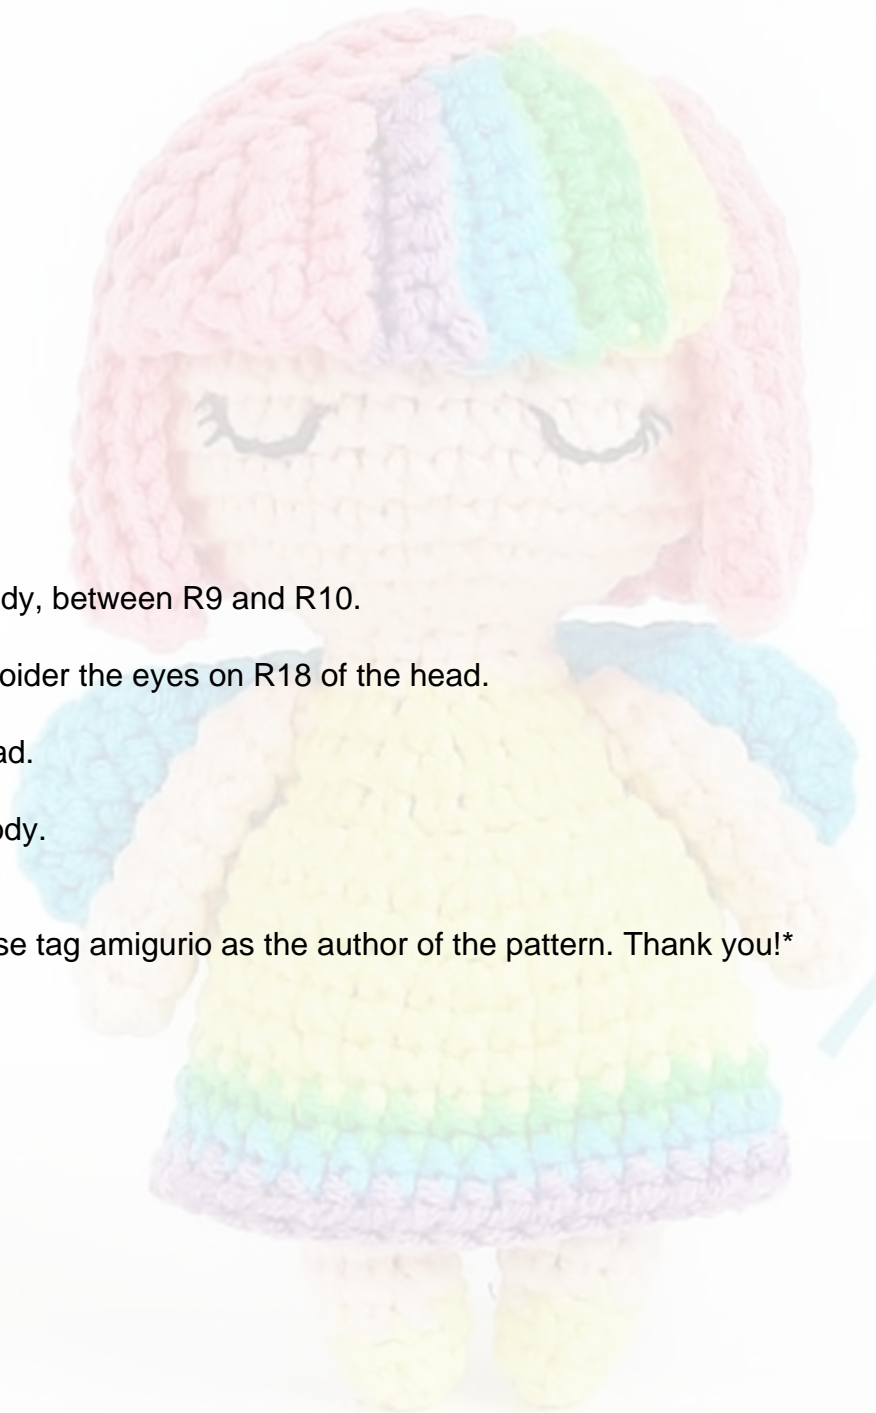 dy, between R9 and R10.
oider the eyes on R18 of the head.
ad.
ody.
se tag amigurio as the author of the pattern. Thank you!*